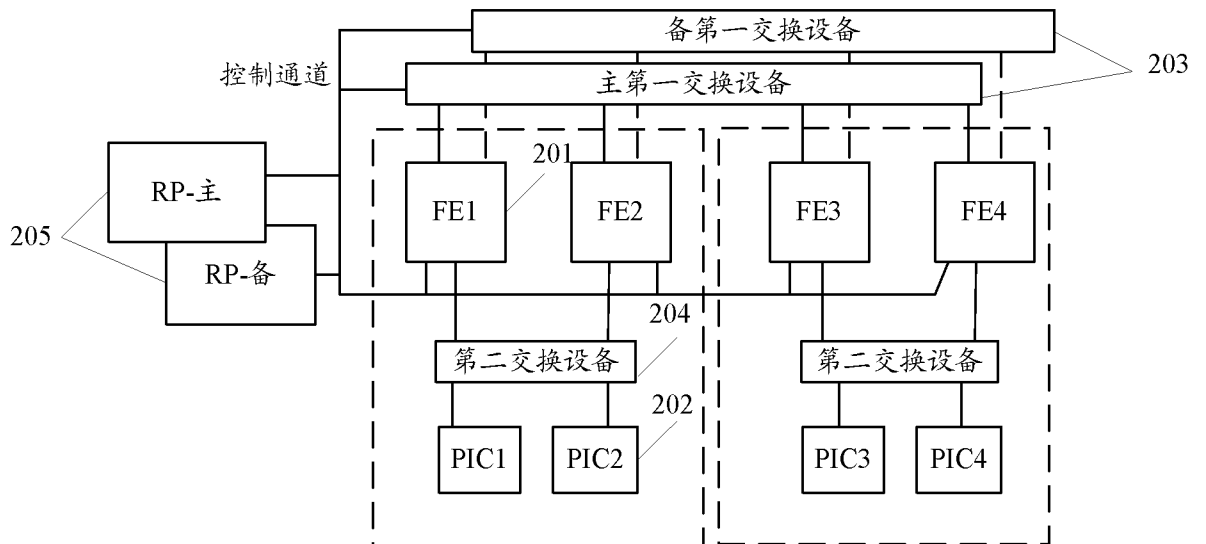 备第一交换设备
203
控制通道
主第一交换设备
201
RP-主
FE1
FE2
FE3
FE4
205
RP-备
204
第二交换设备
第二交换设备
202
PIC1
PIC2
PIC3
PIC4